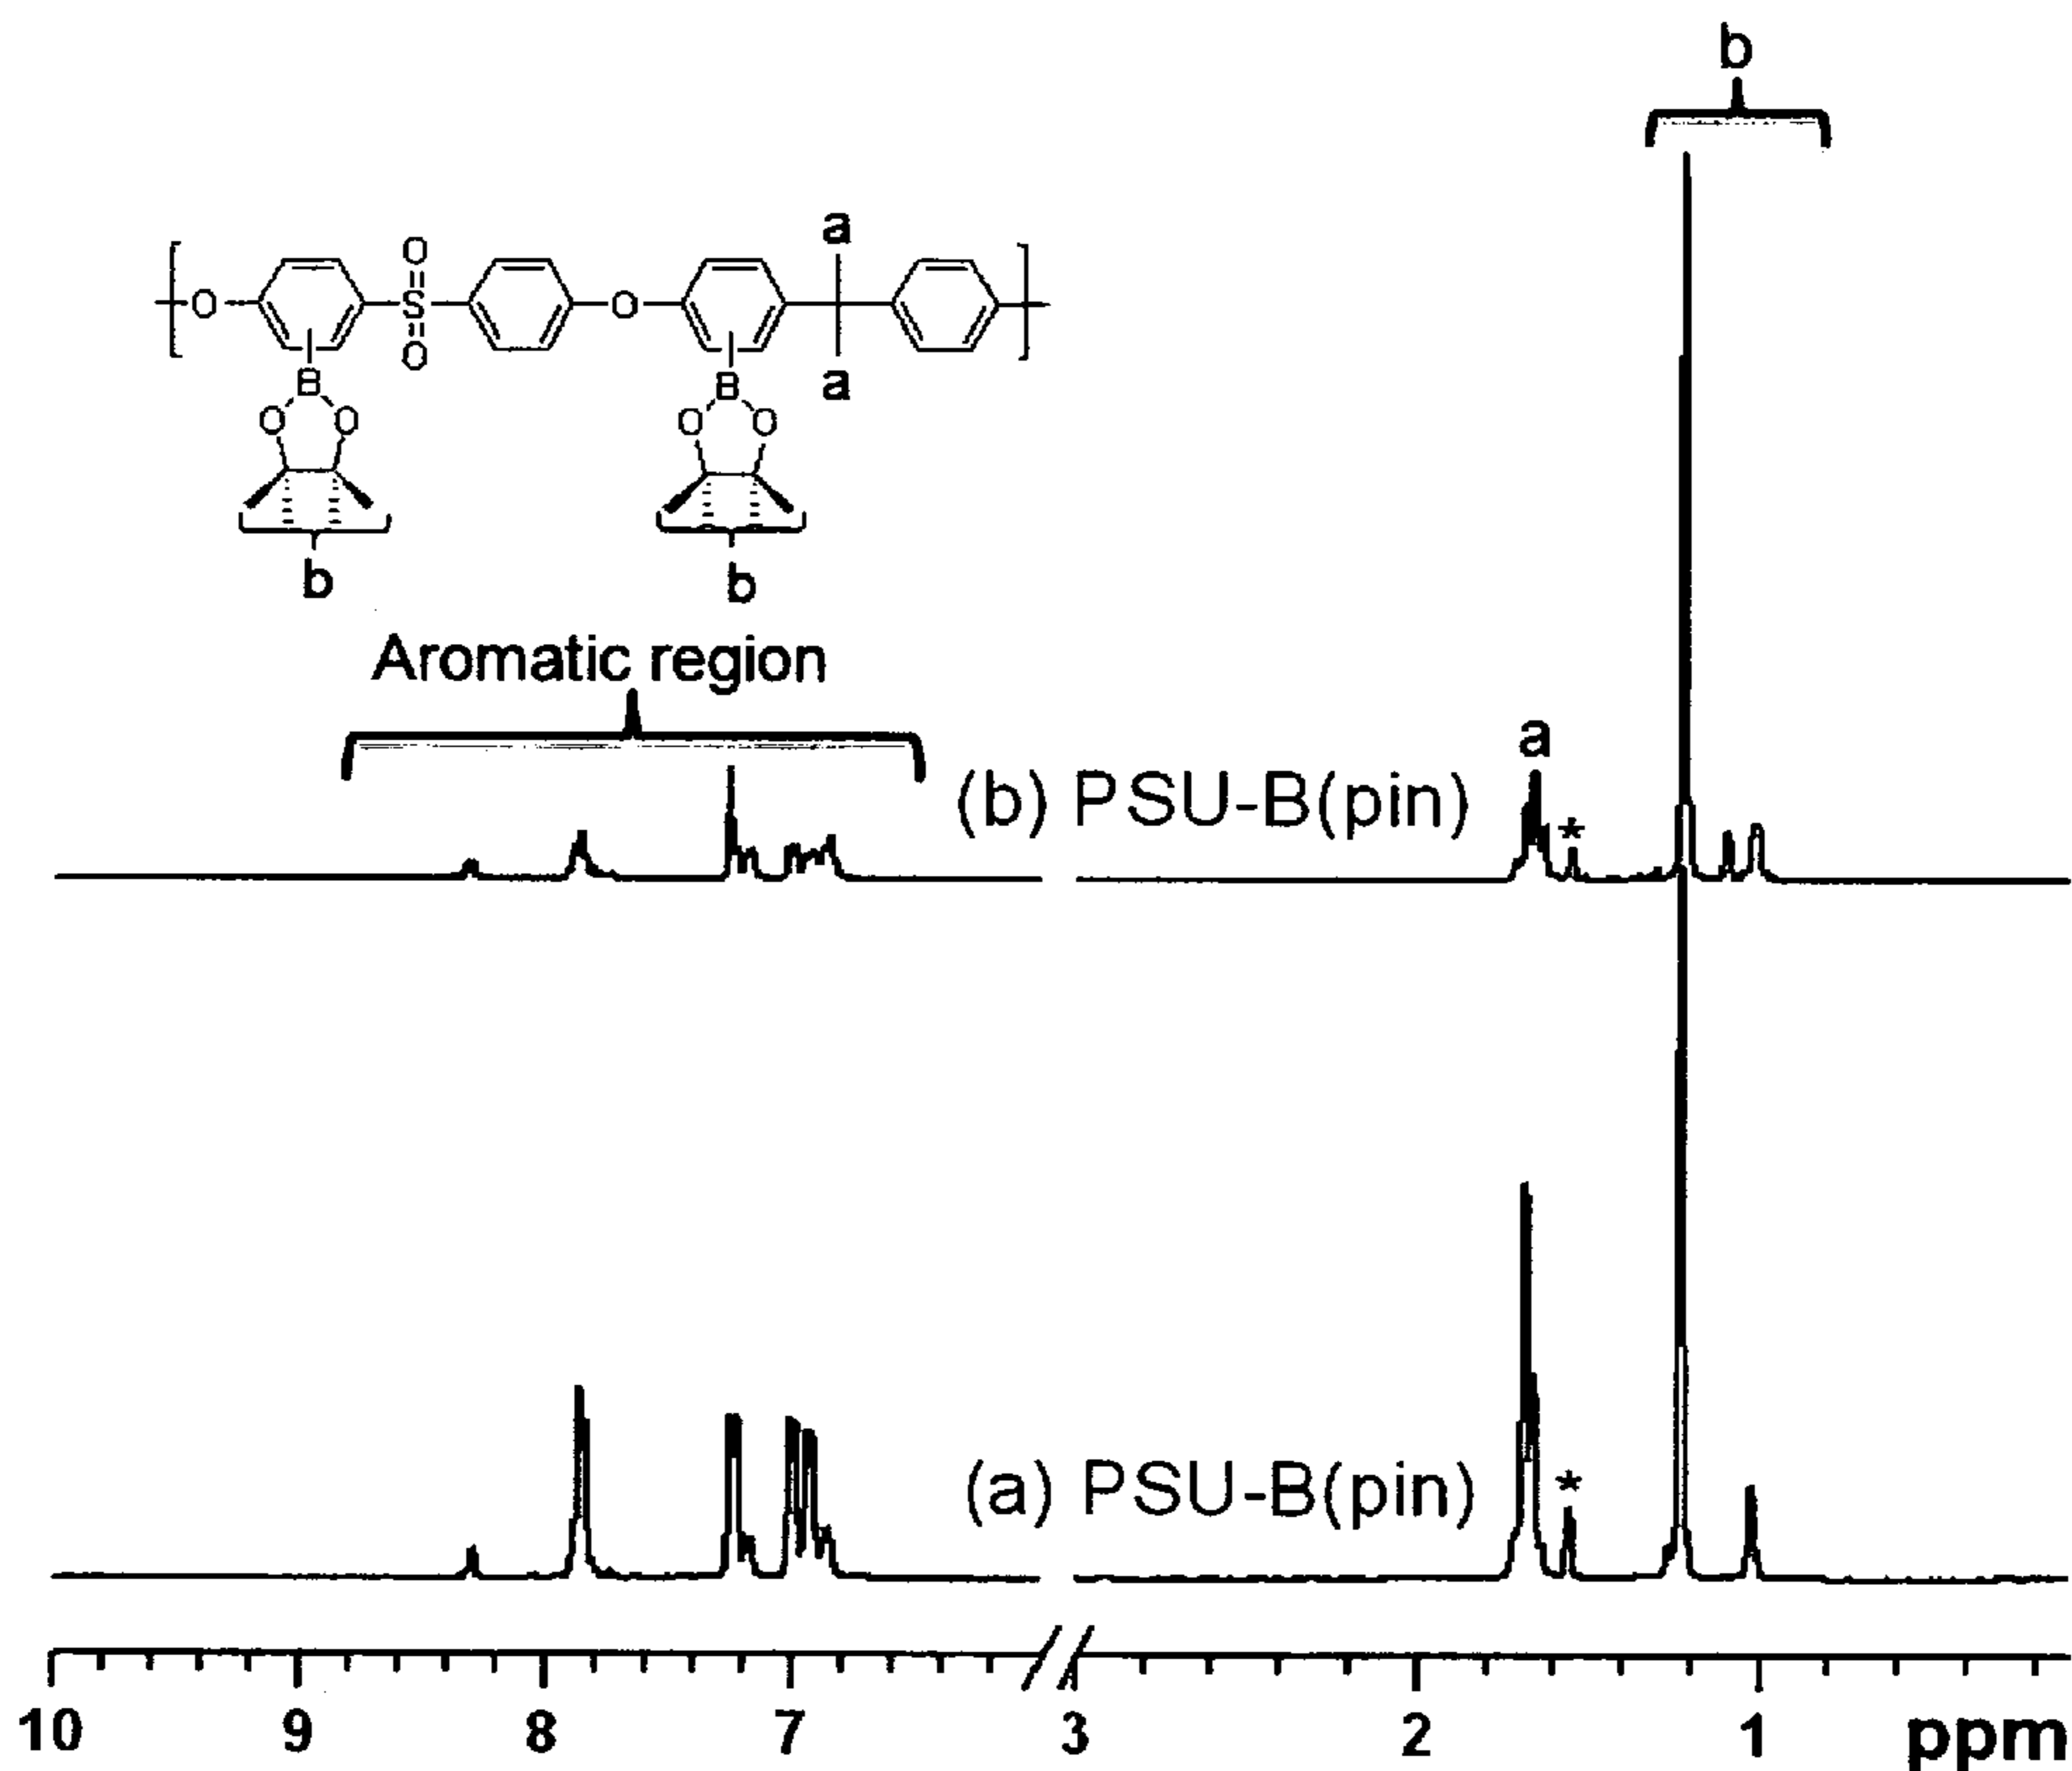 b
a
O
O
S
O
O
a
B
B
O
O
O
O
b
b
Aromatic region
a
(b) PSU-B(pin)
*
(a) PSU-B(pin)
*
10 9 8 7 3 2 1 ppm